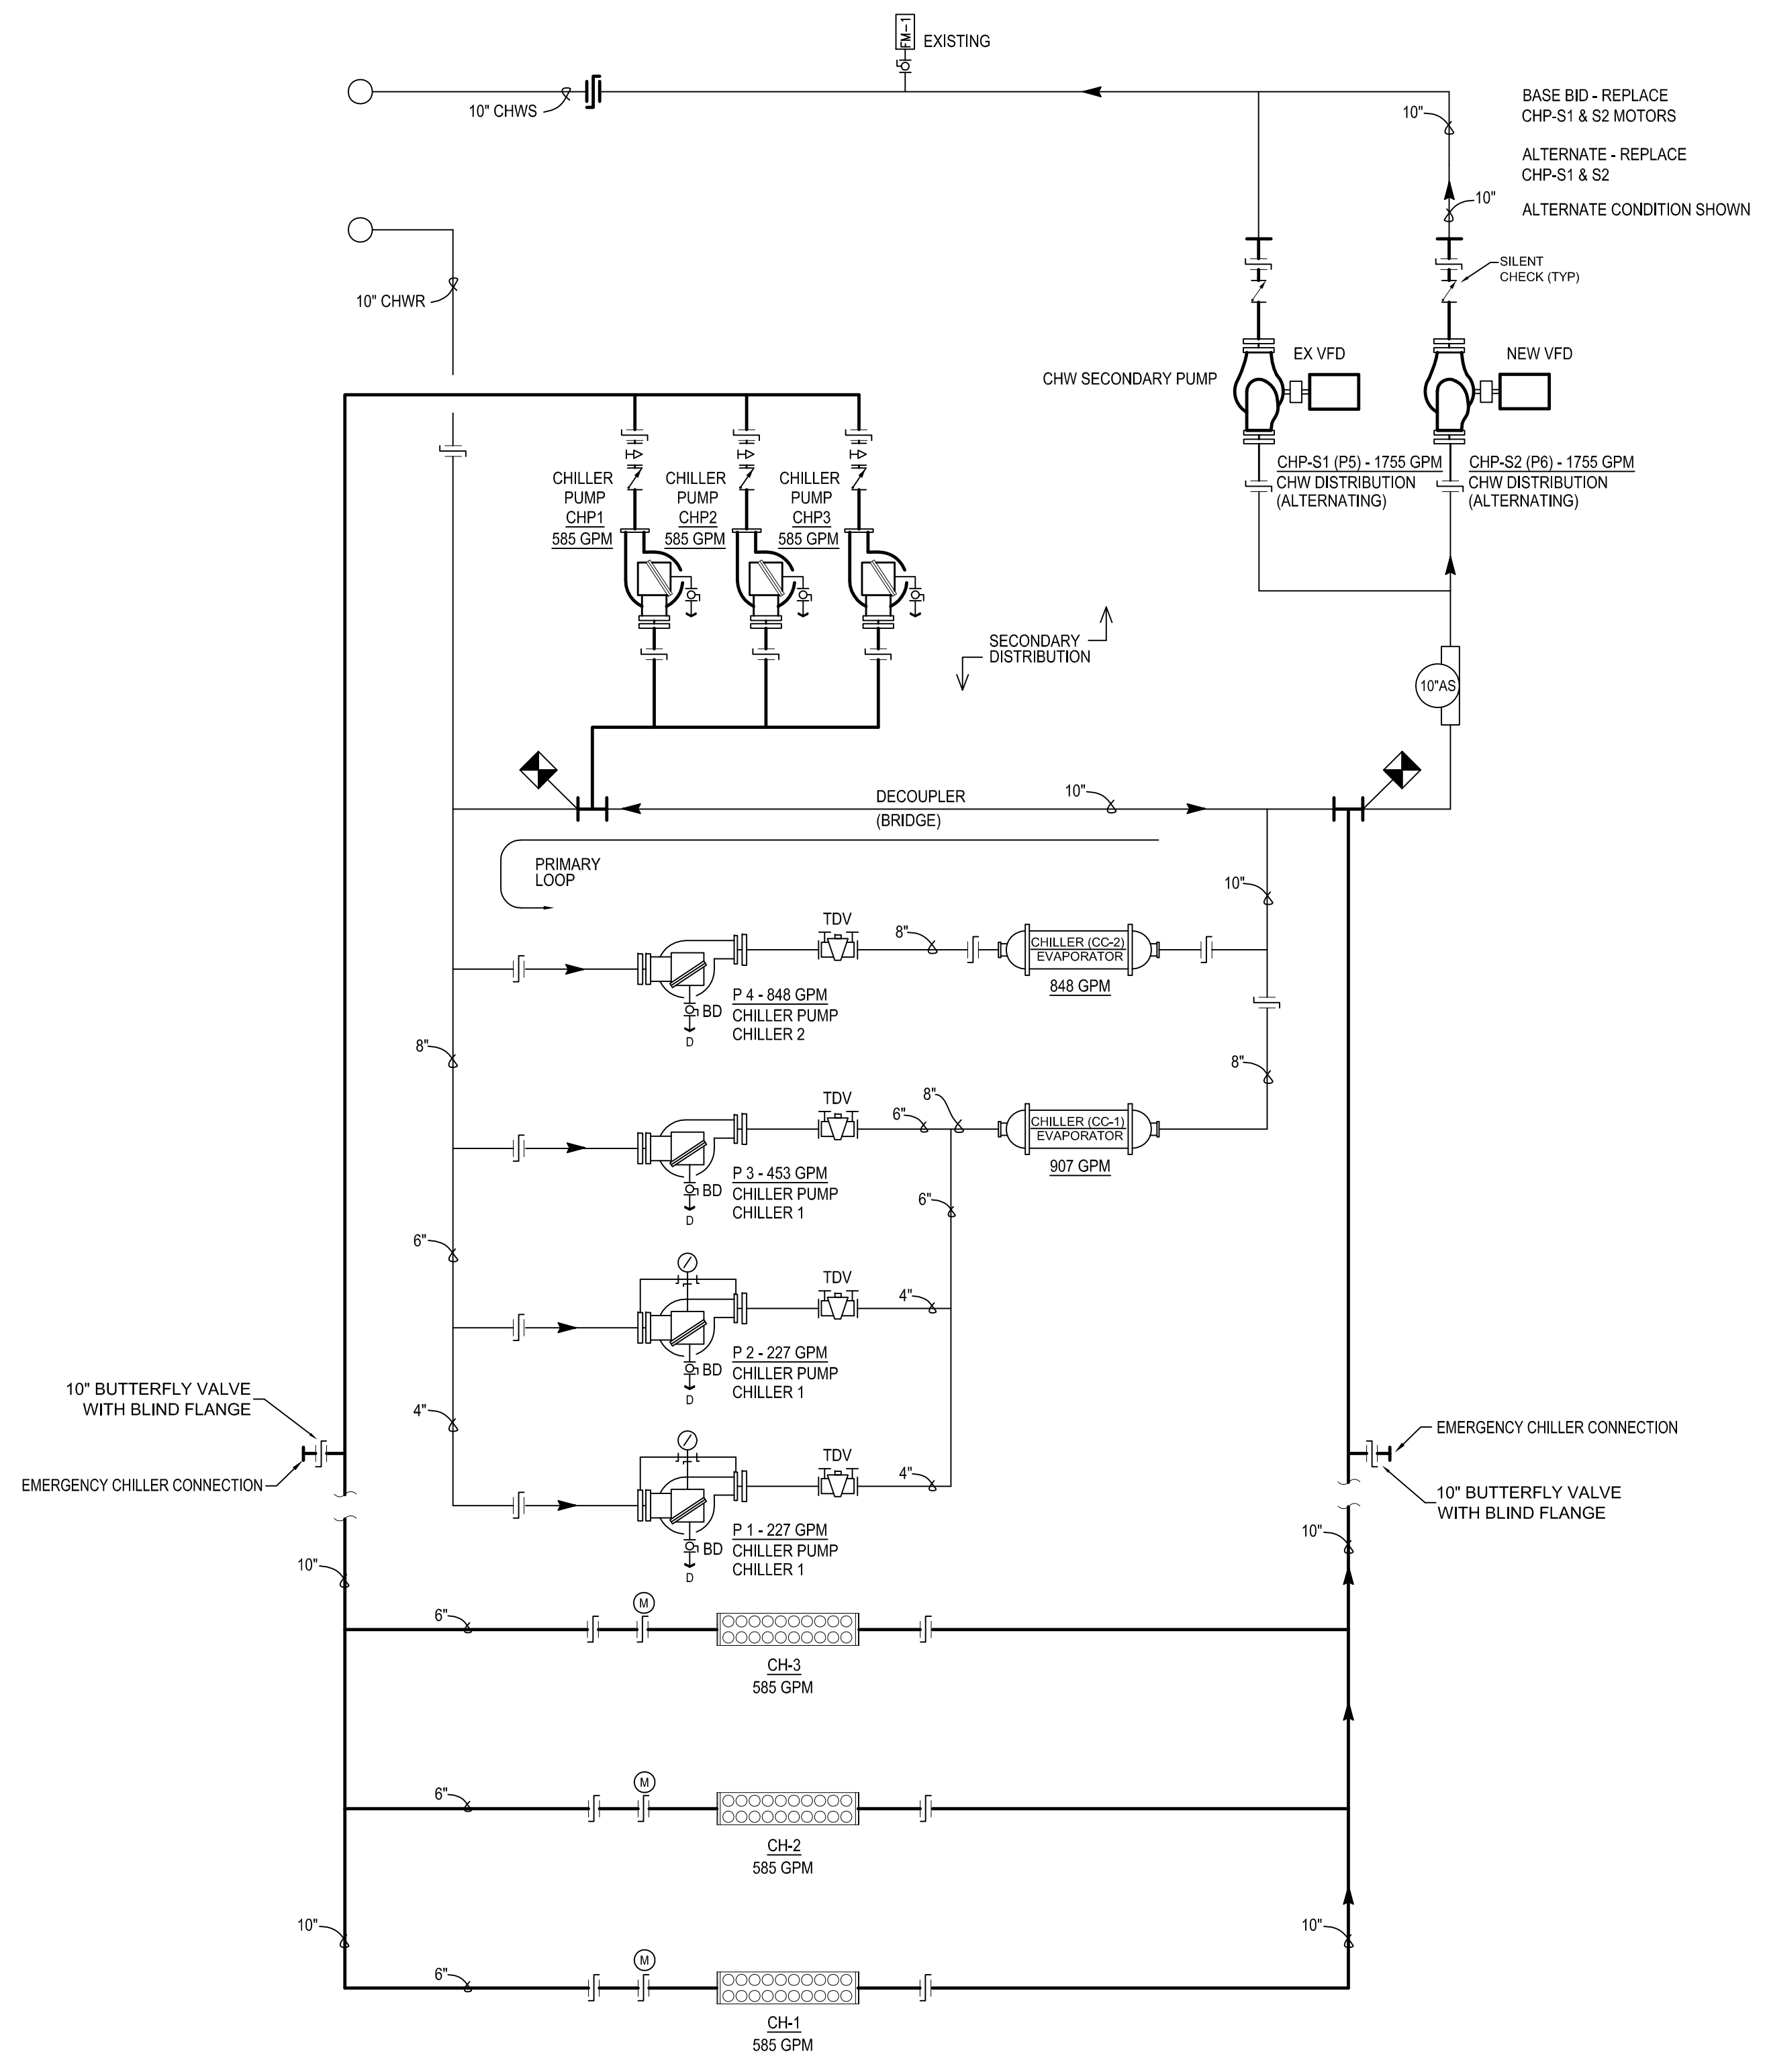 FM-1
EXISTING
10" CHWS
BASE BID - REPLACE
CHP-S1 & S2 MOTORS
10"
ALTERNATE - REPLACE
CHP-S1 & S2
10"
ALTERNATE CONDITION SHOWN
SILENT
CHECK (TYP)
10" CHWR
EX VFD
NEW VFD
CHW SECONDARY PUMP
CHP-S1 (P5) - 1755 GPM
CHW DISTRIBUTION
(ALTERNATING)
CHP-S2 (P6) - 1755 GPM
CHW DISTRIBUTION
(ALTERNATING)
CHILLER
PUMP
CHP1
585 GPM
CHILLER
PUMP
CHP2
585 GPM
CHILLER
PUMP
CHP3
585 GPM
SECONDARY
DISTRIBUTION
10"AS
DECOUPLER
(BRIDGE)
10"
PRIMARY
LOOP
10"
TDV
8"
CHILLER (CC-2)
EVAPORATOR
848 GPM
P 4 - 848 GPM
CHILLER PUMP
CHILLER 2
BD
D
8"
8"
TDV
6"
8"
CHILLER (CC-1)
EVAPORATOR
907 GPM
P 3 - 453 GPM
CHILLER PUMP
CHILLER 1
BD
D
6"
6"
TDV
4"
P 2 - 227 GPM
CHILLER PUMP
CHILLER 1
BD
D
10" BUTTERFLY VALVE
WITH BLIND FLANGE
4"
EMERGENCY CHILLER CONNECTION
EMERGENCY CHILLER CONNECTION
10" BUTTERFLY VALVE
WITH BLIND FLANGE
TDV
4"
P 1 - 227 GPM
CHILLER PUMP
CHILLER 1
BD
D
10"
10"
6"
M
CH-3
585 GPM
6"
M
CH-2
585 GPM
10"
10"
6"
M
CH-1
585 GPM